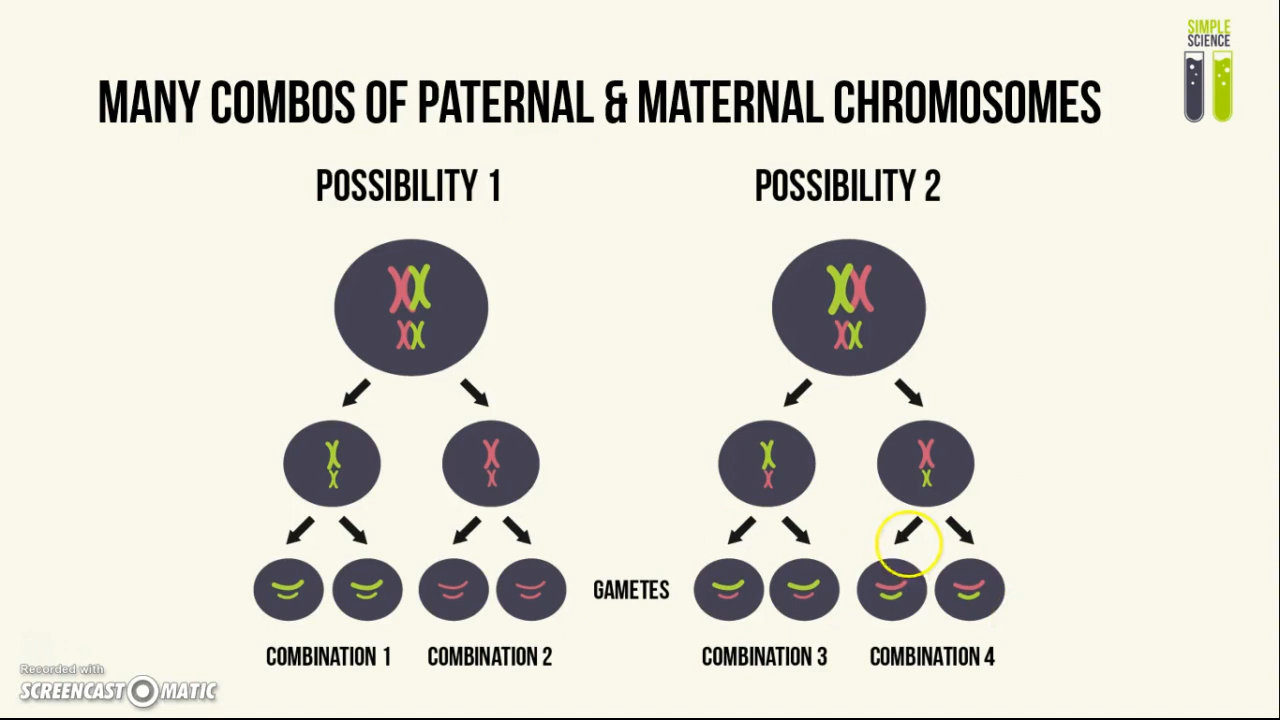 SIMPLE
SCIENCE
MANY COMBOS OF PATERNAL & MATERNAL CHROMOSOMES
POSSIBILITY 1
POSSIBILITY 2
GAMETES
COMBINATION 1
COMBINATION 2
COMBINATION 3
COMBINATION 4
Recorded with
SCREENCAST MATIC